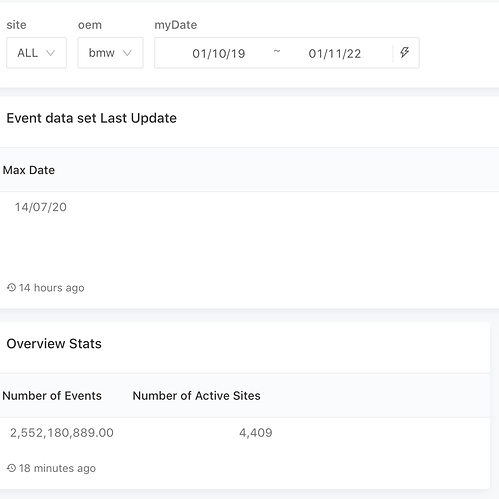 site oem myDate
ALL bmw 01/10/19 ~ 01/11/22
Event data set Last Update
Max Date
14/07/20
14 hours ago
Overview Stats
Number of Events Number of Active Sites
2,552,180,889.00 4,409
18 minutes ago